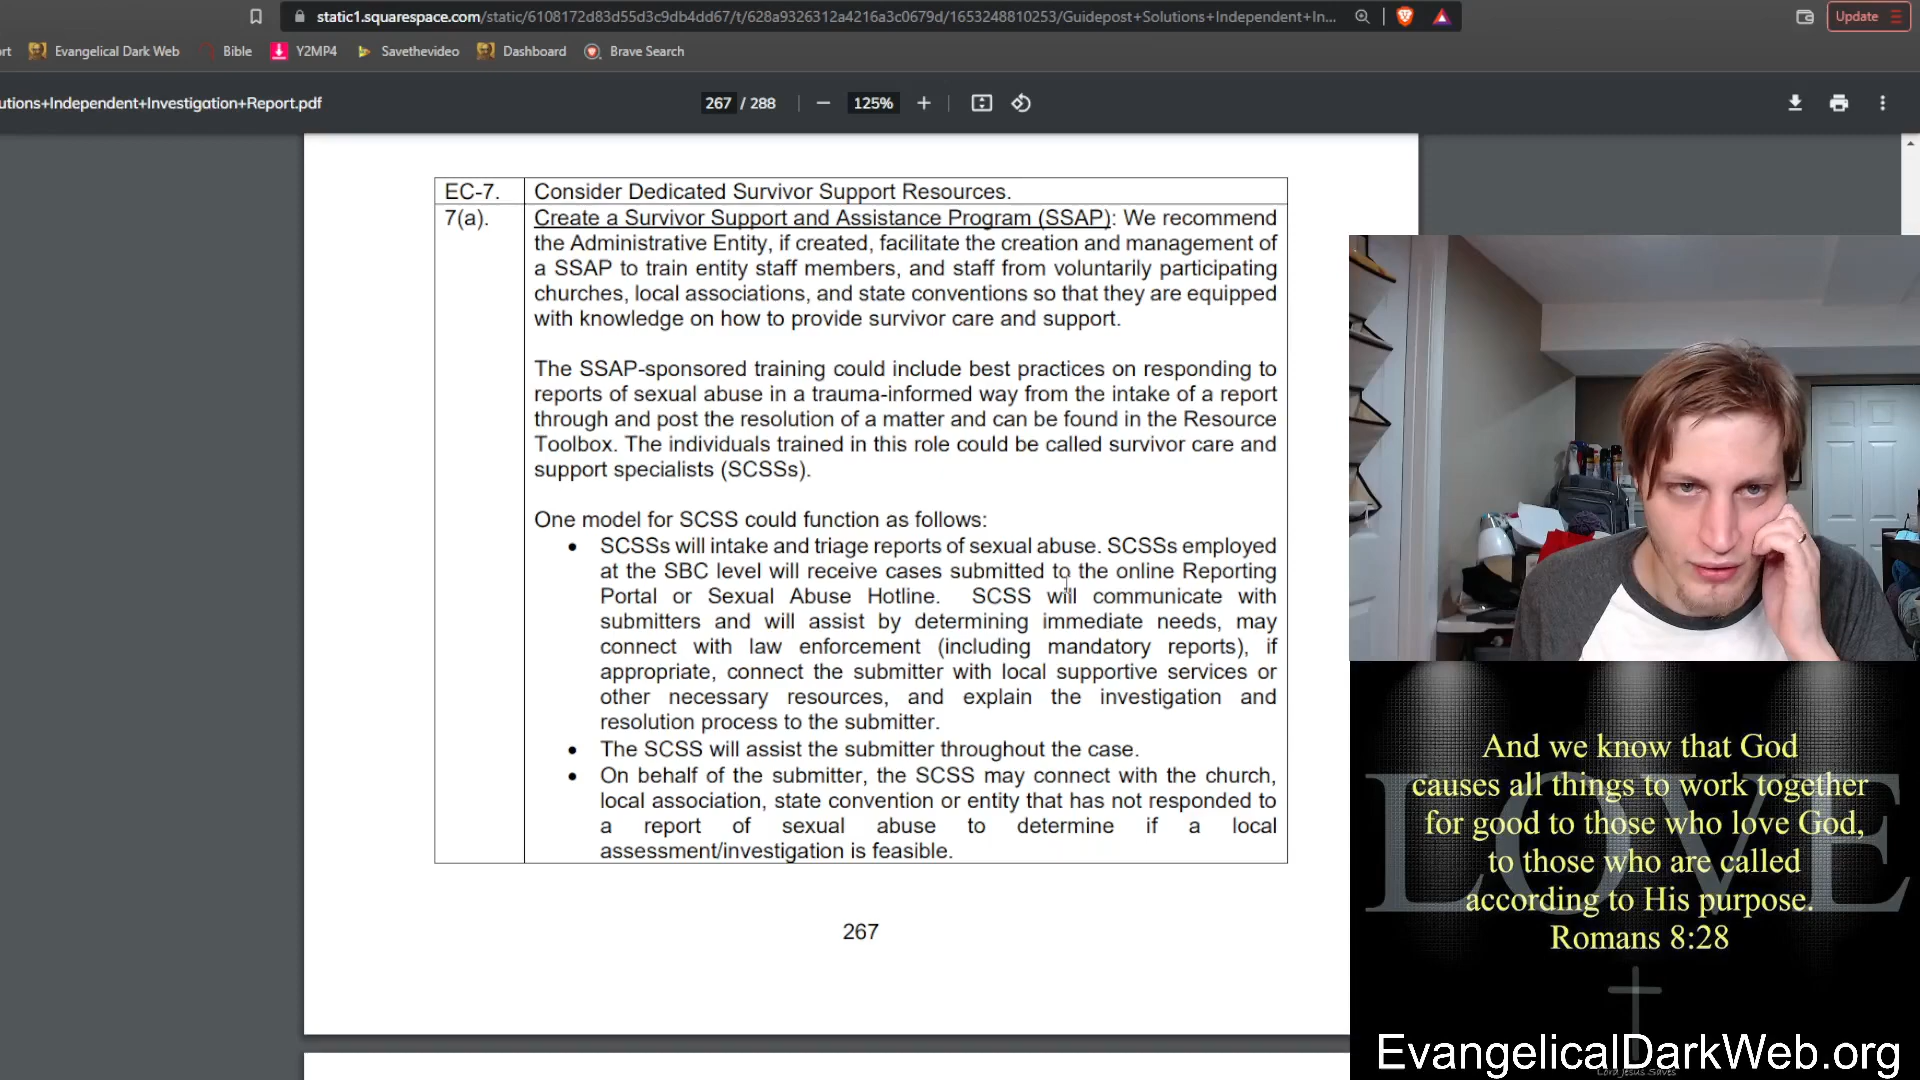 static1.squarespace.com/static/6108172d83d55d3c9db4dd67/t/628a9326312a4216a3c0679d/1653248810253/Guidepost+Solutions+Independent+In...
Update
rt
Evangelical Dark Web
Bible
Y2MP4
Savethevideo
Dashboard
Brave Search
utions+Independent+Investigation+Report.pdf
267 / 288
125%
EC-7. Consider Dedicated Survivor Support Resources.
7(a). Create a Survivor Support and Assistance Program (SSAP): We recommend
the Administrative Entity, if created, facilitate the creation and management of
a SSAP to train entity staff members, and staff from voluntarily participating
churches, local associations, and state conventions so that they are equipped
with knowledge on how to provide survivor care and support.
The SSAP-sponsored training could include best practices on responding to
reports of sexual abuse in a trauma-informed way from the intake of a report
through and post the resolution of a matter and can be found in the Resource
Toolbox. The individuals trained in this role could be called survivor care and
support specialists (SCSSs).
One model for SCSS could function as follows:
• SCSSs will intake and triage reports of sexual abuse. SCSSs employed
at the SBC level will receive cases submitted to the online Reporting
Portal or Sexual Abuse Hotline. SCSS will communicate with
submitters and will assist by determining immediate needs, may
connect with law enforcement (including mandatory reports), if
appropriate, connect the submitter with local supportive services or
other necessary resources, and explain the investigation and
resolution process to the submitter.
• The SCSS will assist the submitter throughout the case.
• On behalf of the submitter, the SCSS may connect with the church,
local association, state convention or entity that has not responded to
a report of sexual abuse to determine if a local
assessment/investigation is feasible.
267
LOVE
And we know that God
causes all things to work together
for good to those who love God,
to those who are called
according to His purpose.
Romans 8:28
EvangelicalDarkWeb.org
Lord Jesus Saves